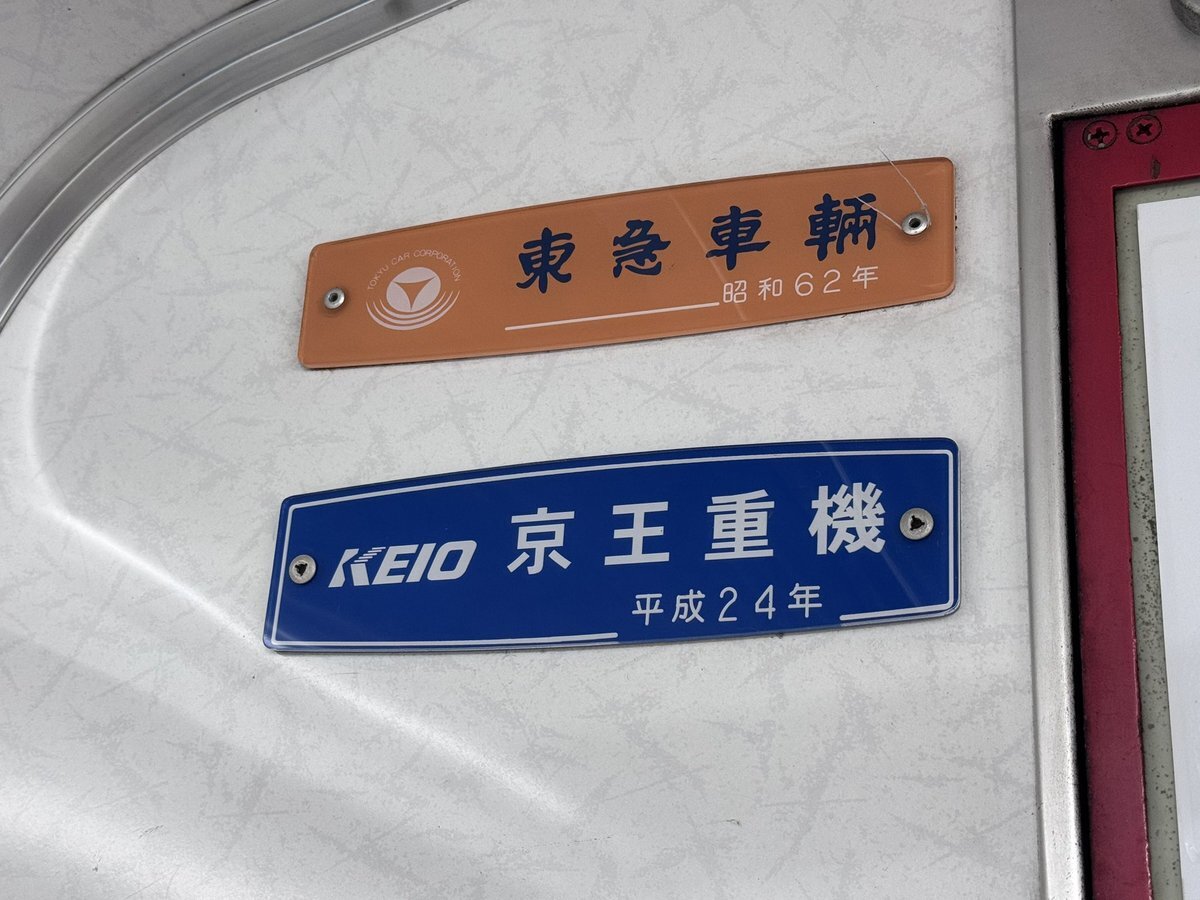 TOKYU CAR CORPORATION
東急車輛
昭和62年
KEIO 京王重機
平成24年